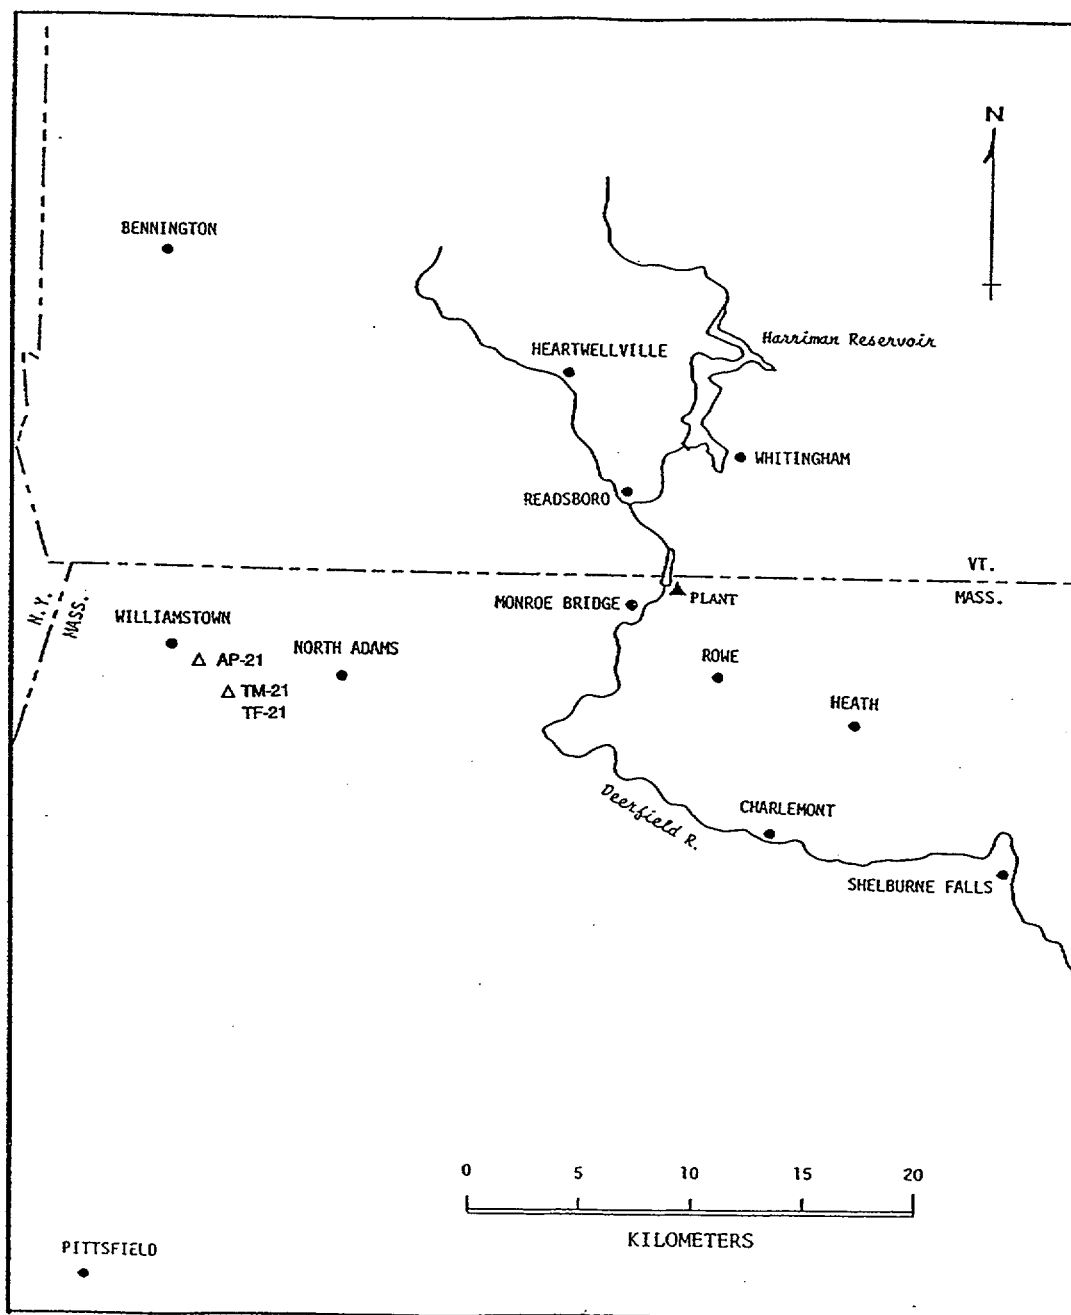 N
BENNINGTON
Harriman Reservoir
HEARTWELLVILLE
WHITINGHAM
READSBORO
VT.
MASS.
N.Y.
MASS.
PLANT
MONROE BRIDGE
WILLIAMSTOWN
NORTH ADAMS
ROWE
AP-21
TM-21
TF-21
HEATH
Deerfield R.
CHARLEMONT
SHELBURNE FALLS
0 5 10 15 20
KILOMETERS
PITTSFIELD